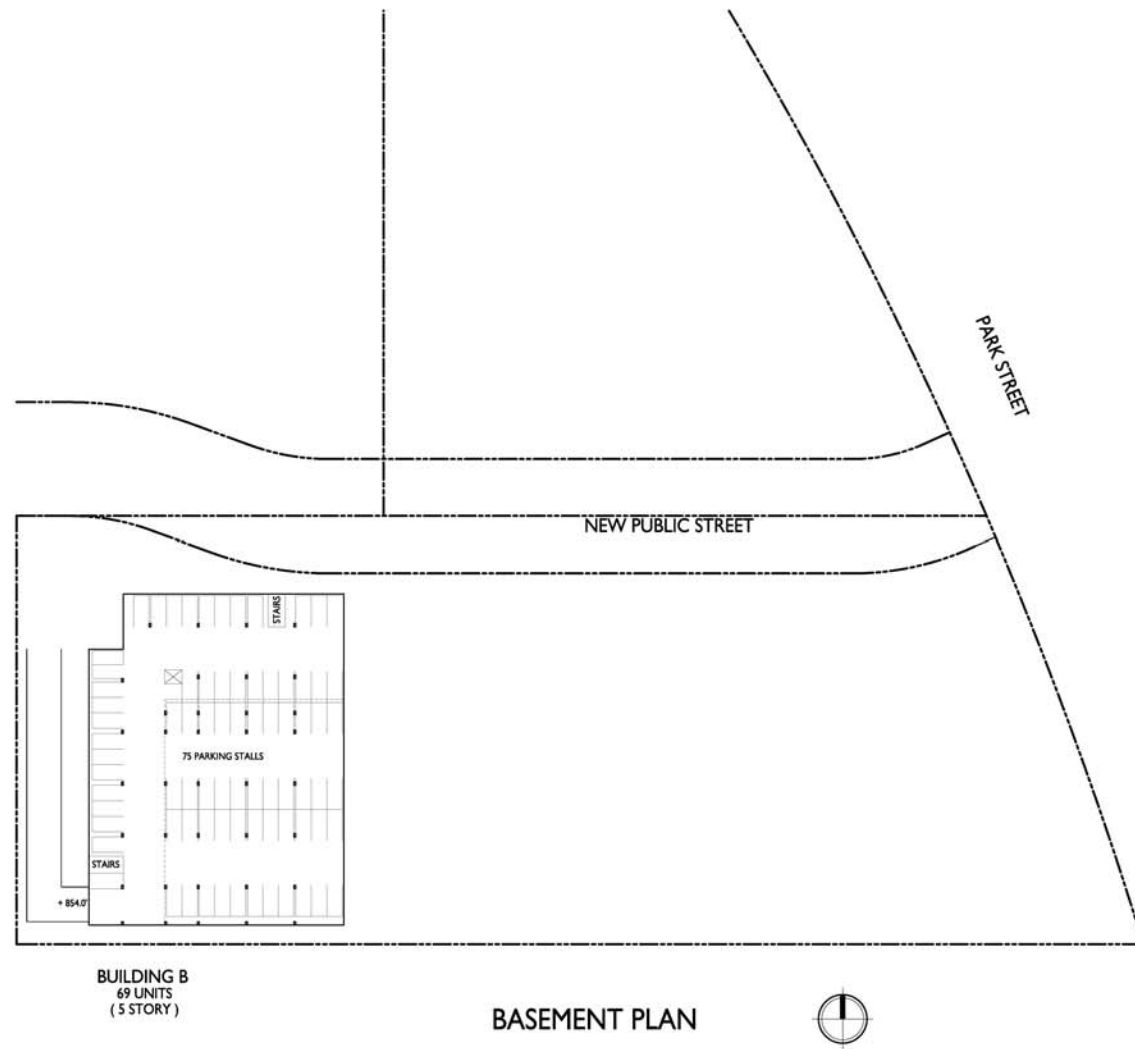 PARK STREET
NEW PUBLIC STREET
STAIRS
75 PARKING STALLS
STAIRS
+ 854.0'
BUILDING B
69 UNITS
( 5 STORY )
BASEMENT PLAN